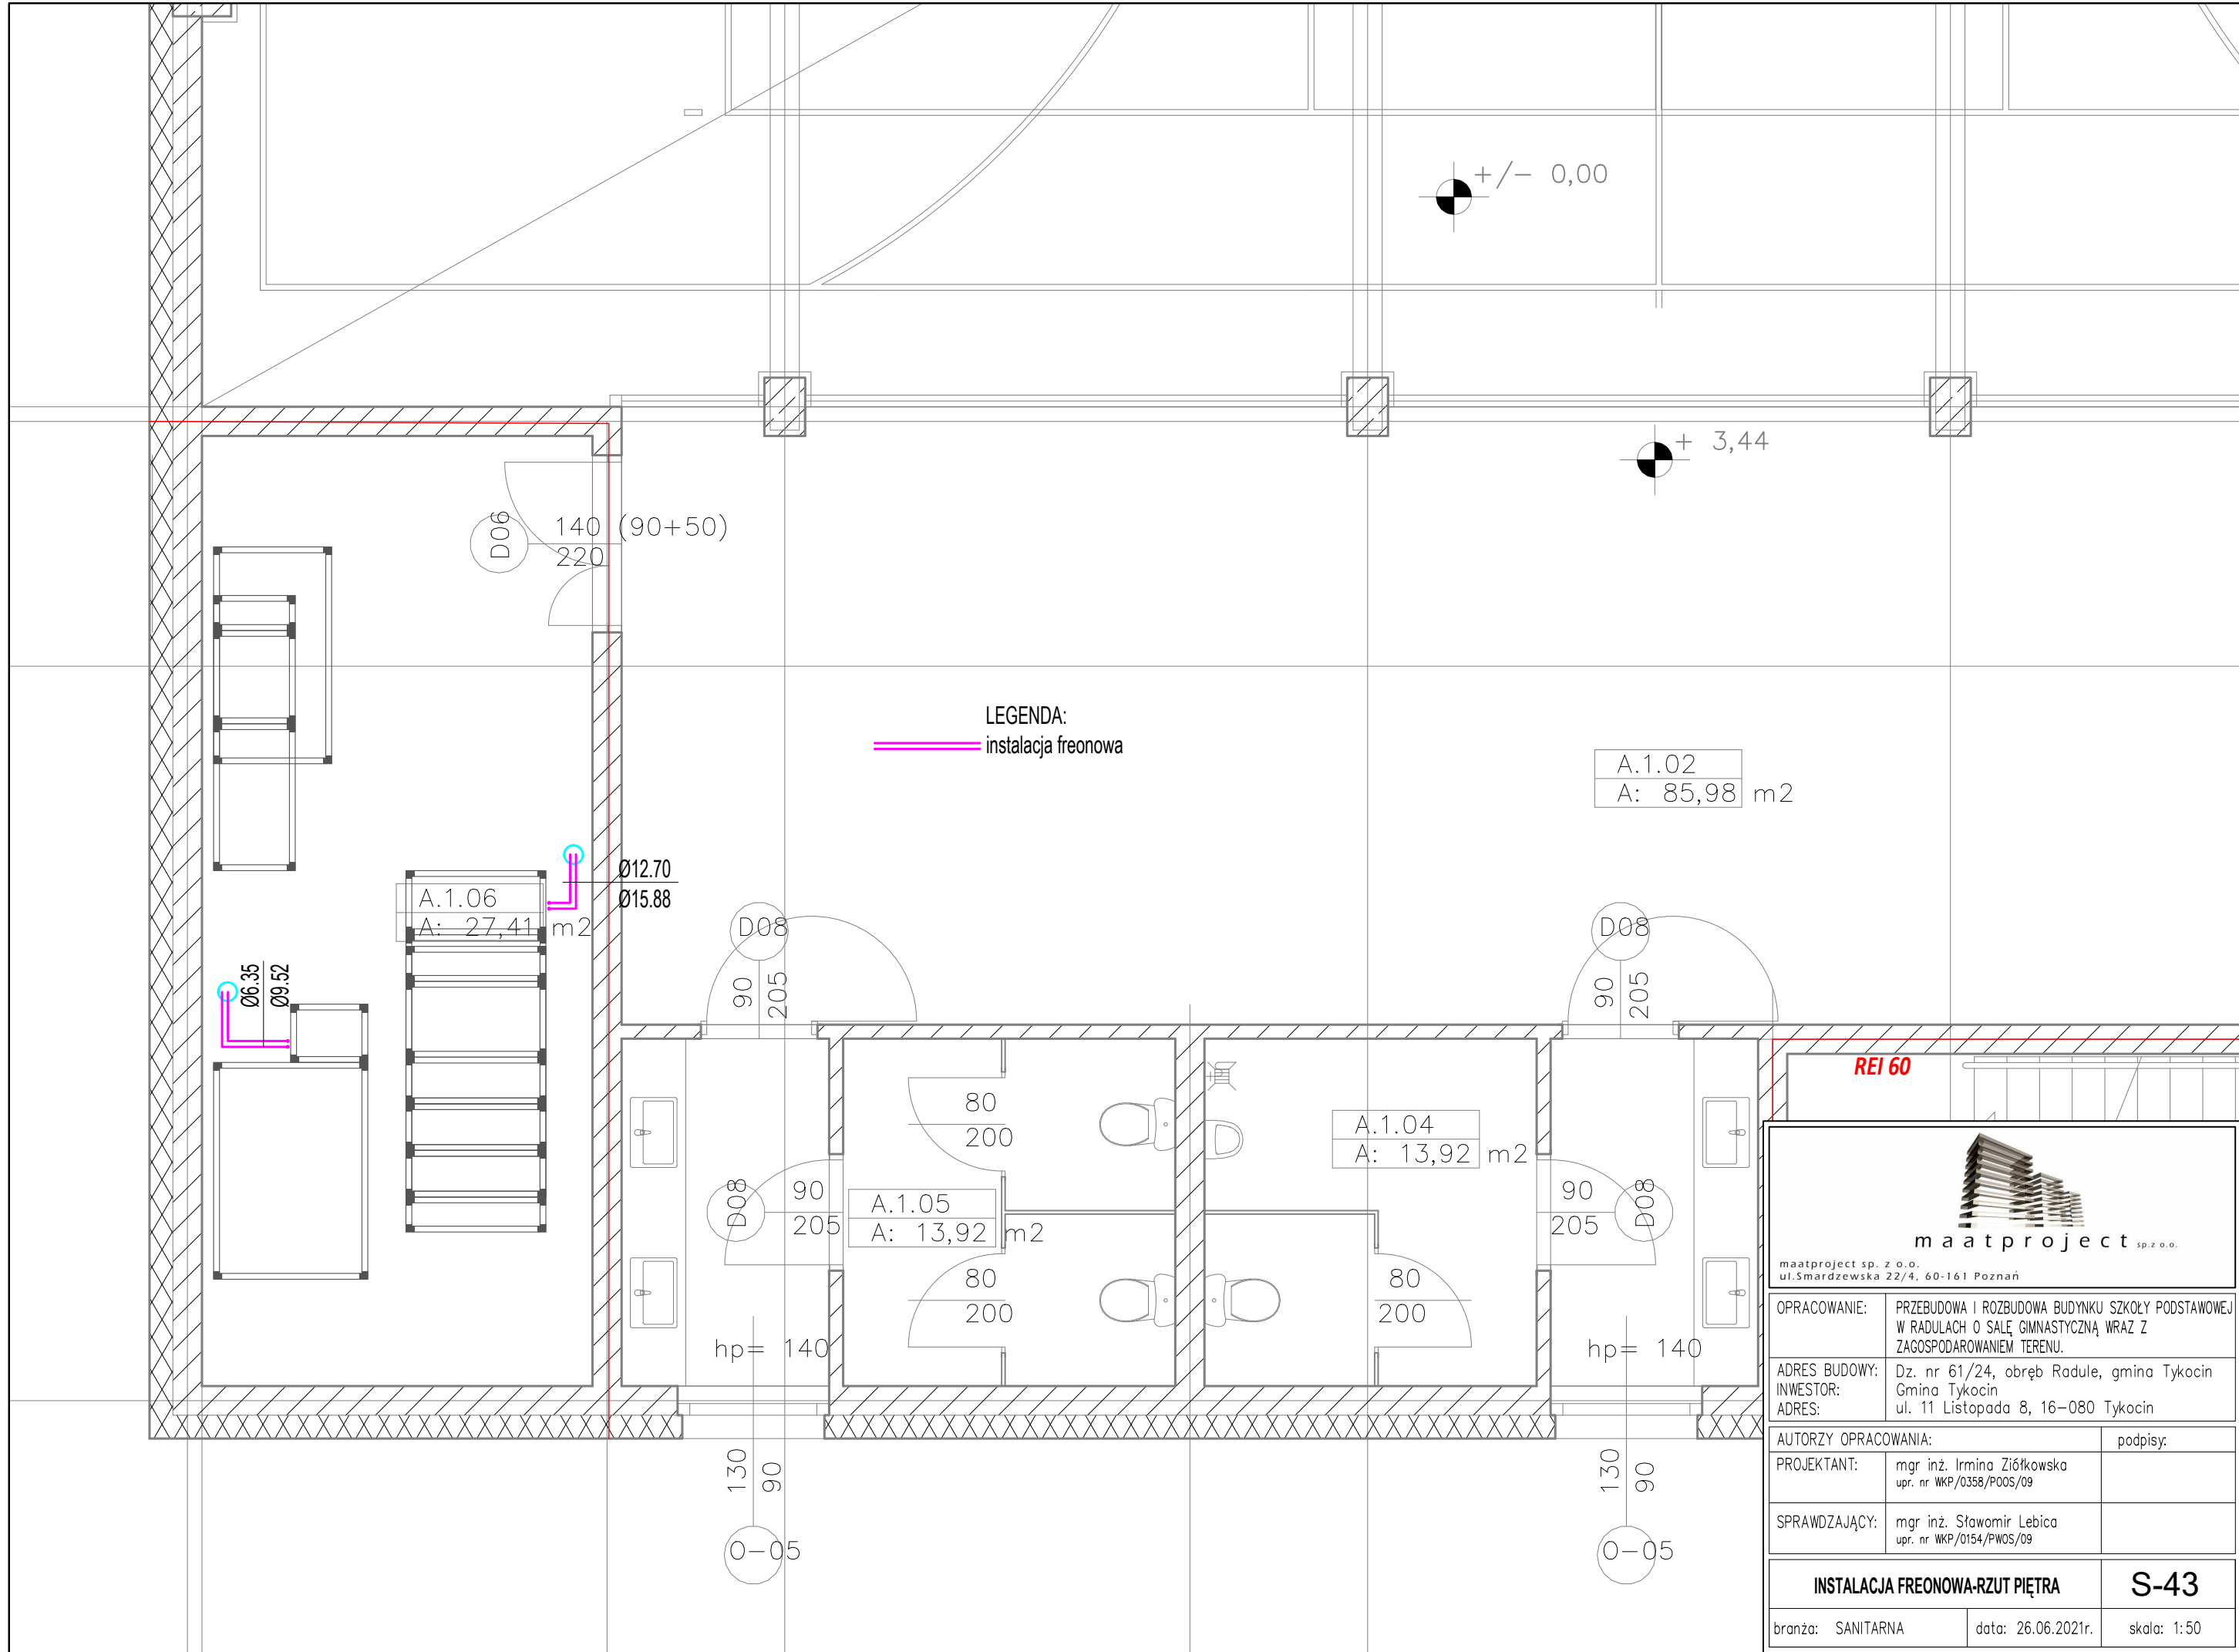 +/- 0,00
+ 3,44
D06
140 (90+50)
220
LEGENDA:
instalacja freonowa
A.1.02
A: 85,98 m2
Ø12.70
Ø15.88
A.1.06
A: 27,41 m2
Ø6.35
Ø9.52
D08
90
205
D08
90
205
REI 60
80
200
A.1.04
A: 13,92 m2
D08
90
205
A.1.05
A: 13,92 m2
90
205
D08
80
200
80
200
hp= 140
hp= 140
130
90
O-05
130
90
O-05
maatproject sp.z o.o.
maatproject sp. z o.o.
ul.Smardzewska 22/4, 60-161 Poznań
OPRACOWANIE: PRZEBUDOWA I ROZBUDOWA BUDYNKU SZKOŁY PODSTAWOWEJ
W RADULACH O SALĘ GIMNASTYCZNĄ WRAZ Z
ZAGOSPODAROWANIEM TERENU.
ADRES BUDOWY: Dz. nr 61/24, obręb Radule, gmina Tykocin
INWESTOR: Gmina Tykocin
ADRES: ul. 11 Listopada 8, 16-080 Tykocin
AUTORZY OPRACOWANIA: podpisy:
PROJEKTANT: mgr inż. Irmina Ziółkowska
upr. nr WKP/0358/POOS/09
SPRAWDZAJĄCY: mgr inż. Sławomir Lebica
upr. nr WKP/0154/PWOS/09
INSTALACJA FREONOWA-RZUT PIĘTRA S-43
branża: SANITARNA data: 26.06.2021r. skala: 1:50